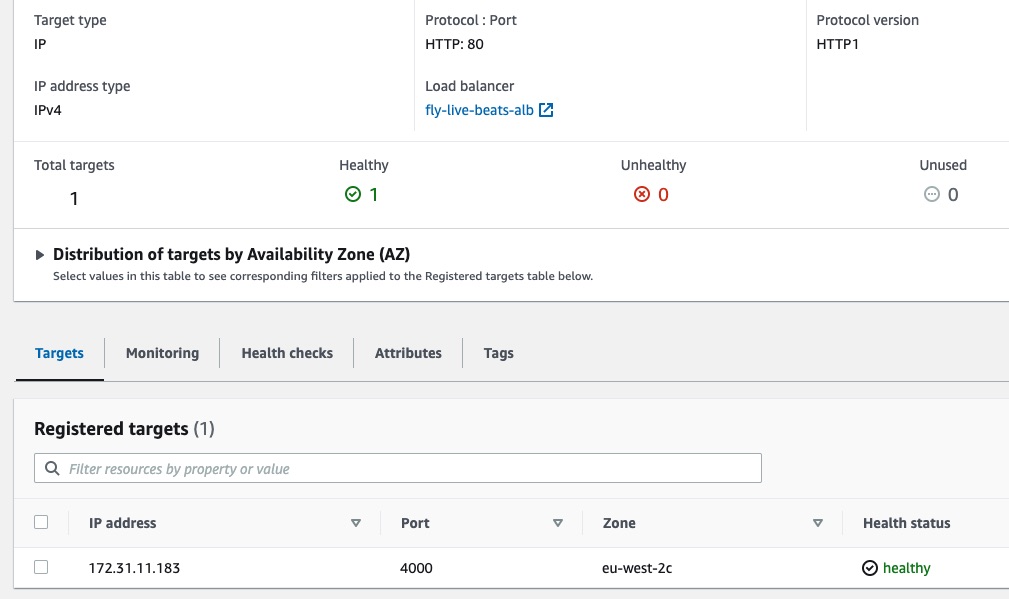 Target type
IP
Protocol : Port
HTTP: 80
Protocol version
HTTP1
IP address type
IPv4
Load balancer
fly-live-beats-alb
Total targets
1
Healthy
1
Unhealthy
0
Unused
0
Distribution of targets by Availability Zone (AZ)
Select values in this table to see corresponding filters applied to the Registered targets table below.
Targets Monitoring Health checks Attributes Tags
Registered targets (1)
Filter resources by property or value
IP address Port Zone Health status
172.31.11.183 4000 eu-west-2c healthy